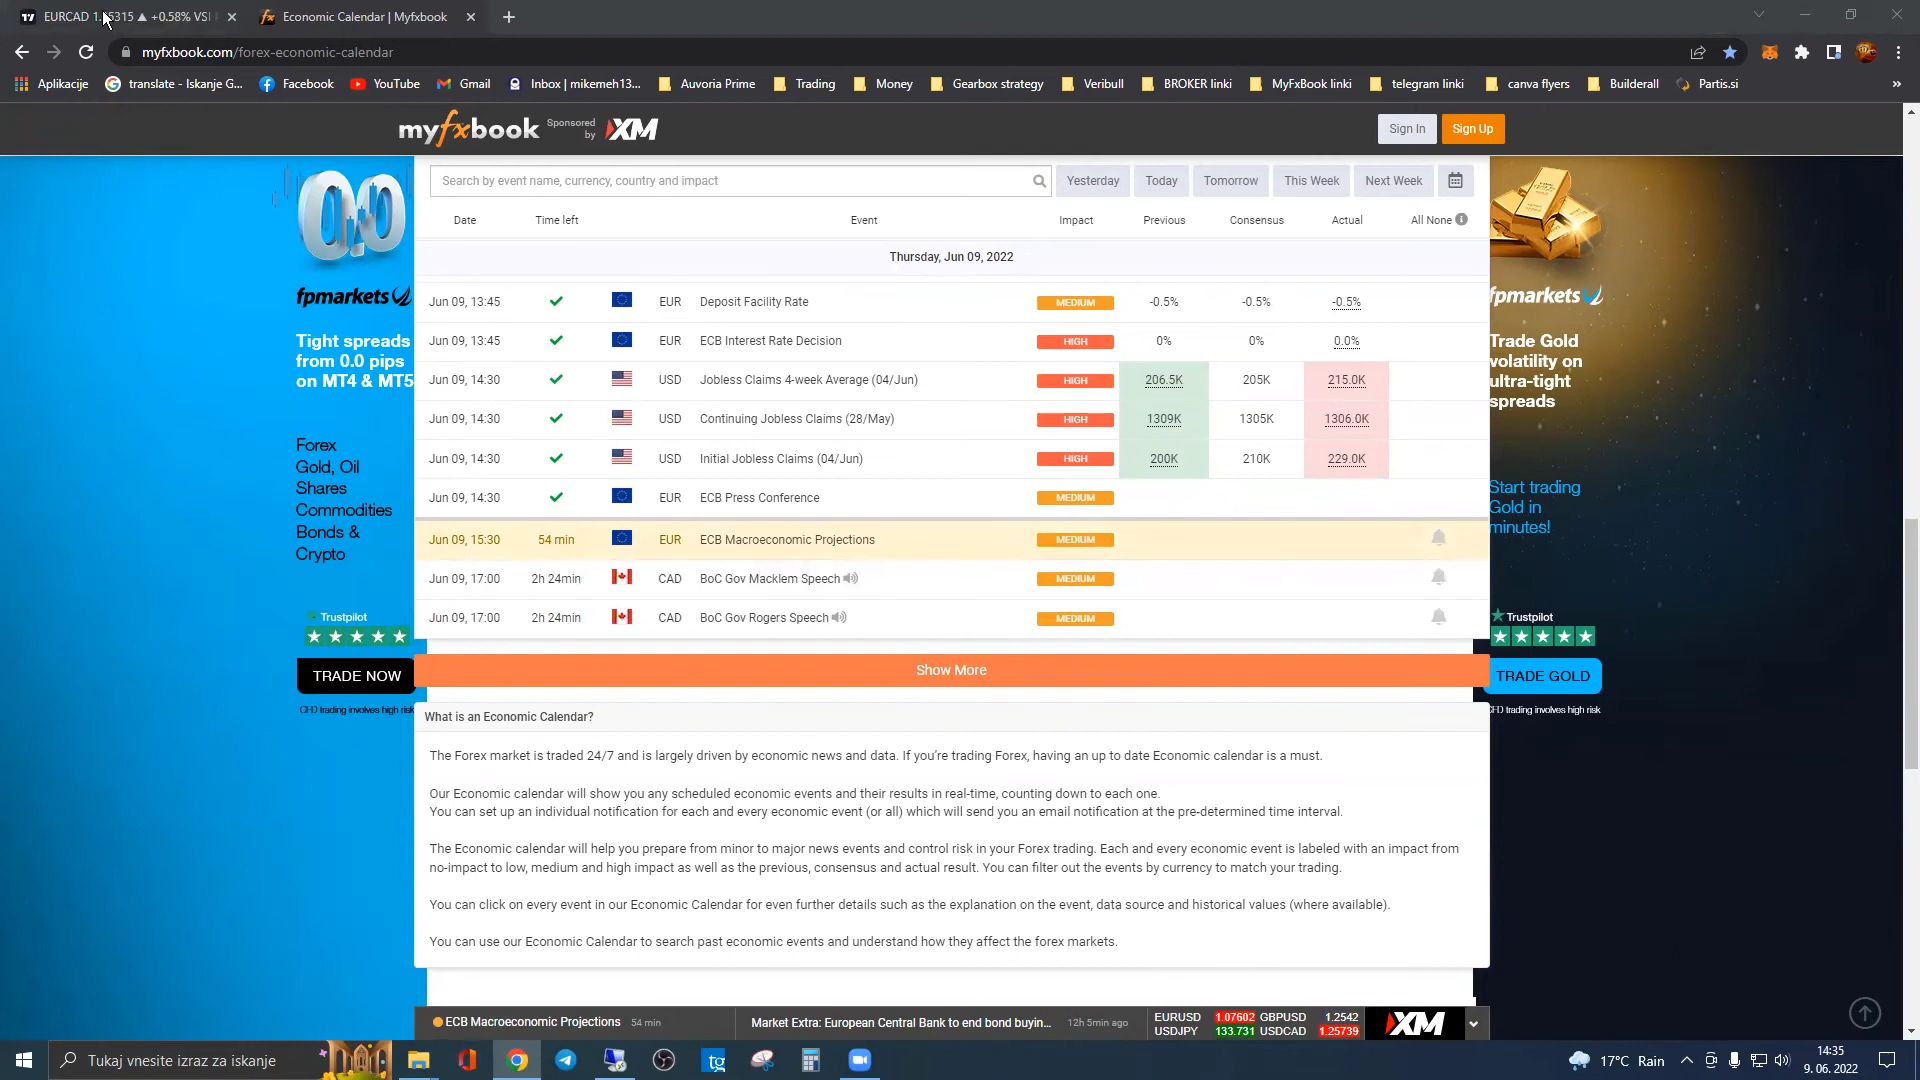 EURCAD 1.
5315 ▲ +0.58% VSI
Economic Calendar | Myfxbook
myfxbook.com/forex-economic-calendar
Aplikacije
translate - Iskanje G...
Facebook
YouTube
Gmail
Inbox | mikemeh13...
Auvoria Prime
Trading
Money
Gearbox strategy
Veribull
BROKER linki
MyFxBook linki
telegram linki
canva flyers
Builderall
Partis.si
»
myfxbook Sponsored by XM
Sign In
Sign Up
Search by event name, currency, country and impact
Yesterday
Today
Tomorrow
This Week
Next Week
Date Time left Event Impact Previous Consensus Actual All None
Thursday, Jun 09, 2022
Jun 09, 13:45 EUR Deposit Facility Rate MEDIUM -0.5% -0.5% -0.5%
Jun 09, 13:45 EUR ECB Interest Rate Decision HIGH 0% 0% 0.0%
Jun 09, 14:30 USD Jobless Claims 4-week Average (04/Jun) HIGH 206.5K 205K 215.0K
Jun 09, 14:30 USD Continuing Jobless Claims (28/May) HIGH 1309K 1305K 1306.0K
Jun 09, 14:30 USD Initial Jobless Claims (04/Jun) HIGH 200K 210K 229.0K
Jun 09, 14:30 EUR ECB Press Conference MEDIUM
Jun 09, 15:30 54 min EUR ECB Macroeconomic Projections MEDIUM
Jun 09, 17:00 2h 24min CAD BoC Gov Macklem Speech MEDIUM
Jun 09, 17:00 2h 24min CAD BoC Gov Rogers Speech MEDIUM
Show More
0.0
fpmarkets
Tight spreads
from 0.0 pips
on MT4 & MT5
Forex
Gold, Oil
Shares
Commodities
Bonds &
Crypto
Trustpilot
TRADE NOW
CFD trading involves high risk
fpmarkets
Trade Gold
volatility on
ultra-tight
spreads
Start trading
Gold in
minutes!
Trustpilot
TRADE GOLD
CFD trading involves high risk
What is an Economic Calendar?
The Forex market is traded 24/7 and is largely driven by economic news and data. If you're trading Forex, having an up to date Economic calendar is a must.
Our Economic calendar will show you any scheduled economic events and their results in real-time, counting down to each one.
You can set up an individual notification for each and every economic event (or all) which will send you an email notification at the pre-determined time interval.
The Economic calendar will help you prepare from minor to major news events and control risk in your Forex trading. Each and every economic event is labeled with an impact from
no-impact to low, medium and high impact as well as the previous, consensus and actual result. You can filter out the events by currency to match your trading.
You can click on every event in our Economic Calendar for even further details such as the explanation on the event, data source and historical values (where available).
You can use our Economic Calendar to search past economic events and understand how they affect the forex markets.
ECB Macroeconomic Projections 54 min
Market Extra: European Central Bank to end bond buyin... 12h 5min ago
EURUSD 1.07602 GBPUSD 1.2542
USDJPY 133.731 USDCAD 1.25739
XM
Tukaj vnesite izraz za iskanje
tg
17°C Rain
14:35
9. 06. 2022